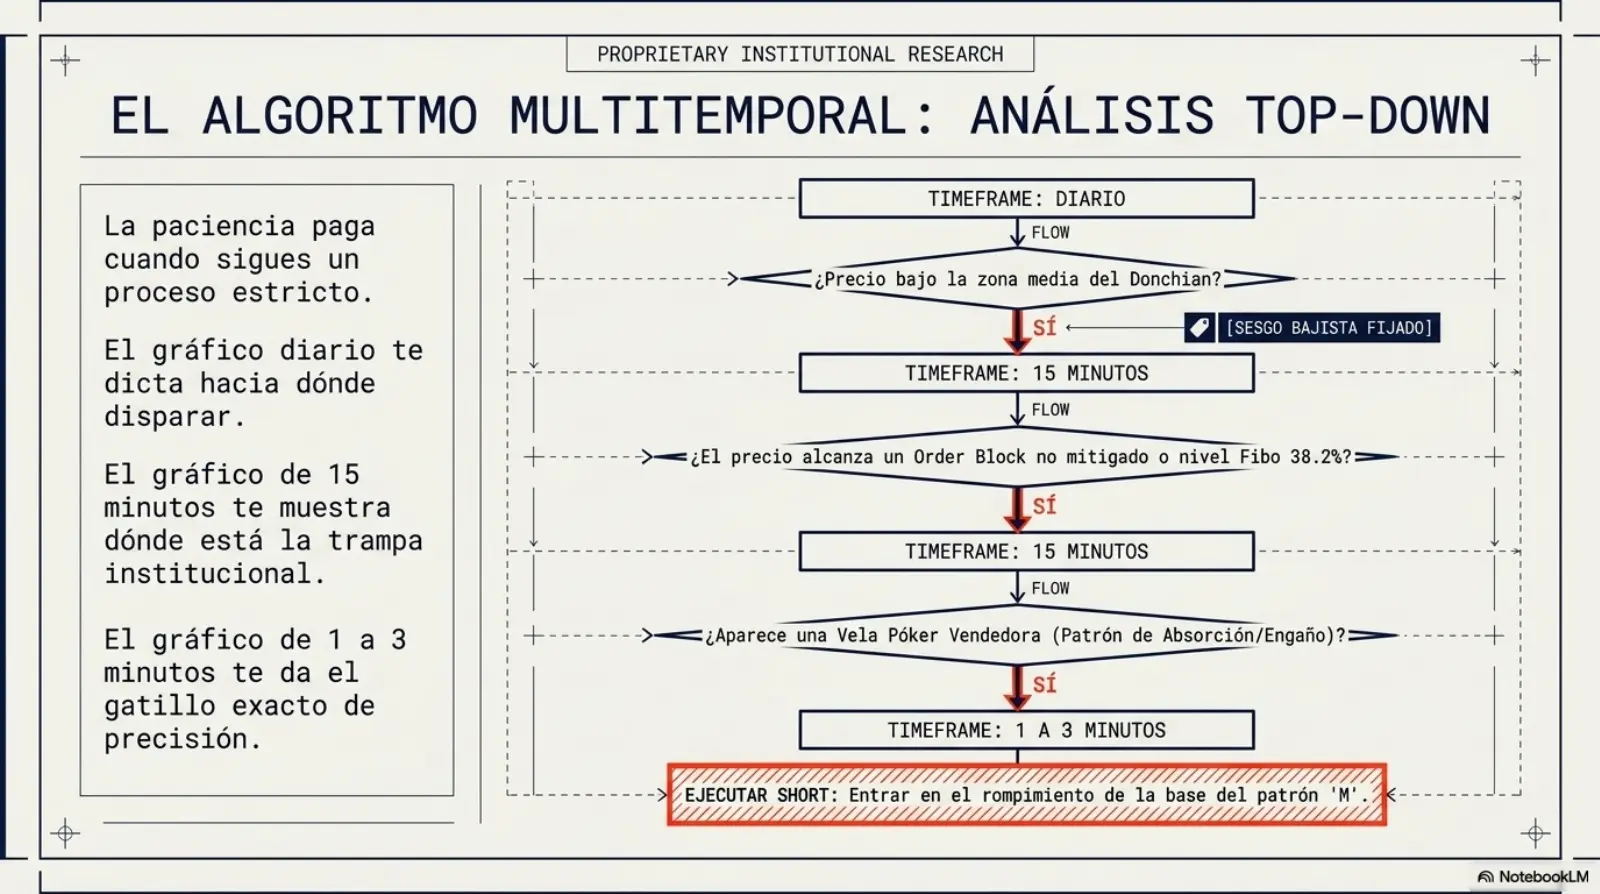 PROPRIETARY INSTITUTIONAL RESEARCH
EL ALGORITMO MULTITEMPORAL: ANÁLISIS TOP-DOWN
La paciencia paga
cuando sigues un
proceso estricto.
El gráfico diario te
dicta hacia dónde
disparar.
El gráfico de 15
minutos te muestra
dónde está la trampa
institucional.
El gráfico de 1 a 3
minutos te da el
gatillo exacto de
precisión.
TIMEFRAME: DIARIO
FLOW
¿Precio bajo la zona media del Donchian?
SÍ
[SESGO BAJISTA FIJADO]
TIMEFRAME: 15 MINUTOS
FLOW
¿El precio alcanza un Order Block no mitigado o nivel Fibo 38.2%?
SÍ
TIMEFRAME: 15 MINUTOS
FLOW
¿Aparece una Vela Póker Vendedora (Patrón de Absorción/Engaño)?
SÍ
TIMEFRAME: 1 A 3 MINUTOS
EJECUTAR SHORT: Entrar en el rompimiento de la base del patrón 'M'.
NotebookLM